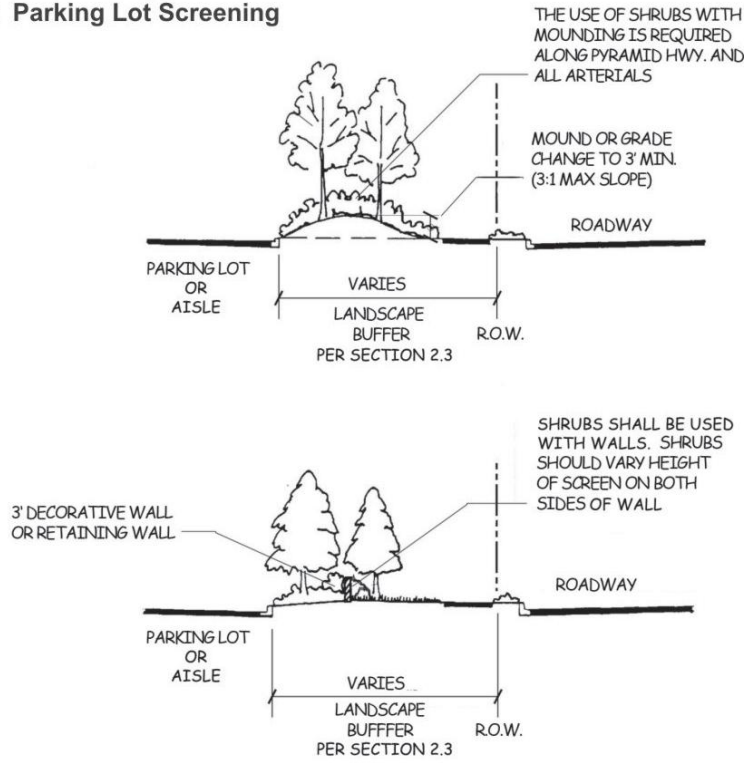 Parking Lot Screening
THE USE OF SHRUBS WITH
MOUNDING IS REQUIRED
ALONG PYRAMID HWY. AND
ALL ARTERIALS
MOUND OR GRADE
CHANGE TO 3' MIN.
(3:1 MAX SLOPE)
ROADWAY
PARKING LOT
OR
AISLE
VARIES
LANDSCAPE
BUFFER
PER SECTION 2.3
R.O.W.
SHRUBS SHALL BE USED
WITH WALLS. SHRUBS
SHOULD VARY HEIGHT
OF SCREEN ON BOTH
SIDES OF WALL
3' DECORATIVE WALL
OR RETAINING WALL
ROADWAY
PARKING LOT
OR
AISLE
VARIES
LANDSCAPE
BUFFFER
PER SECTION 2.3
R.O.W.